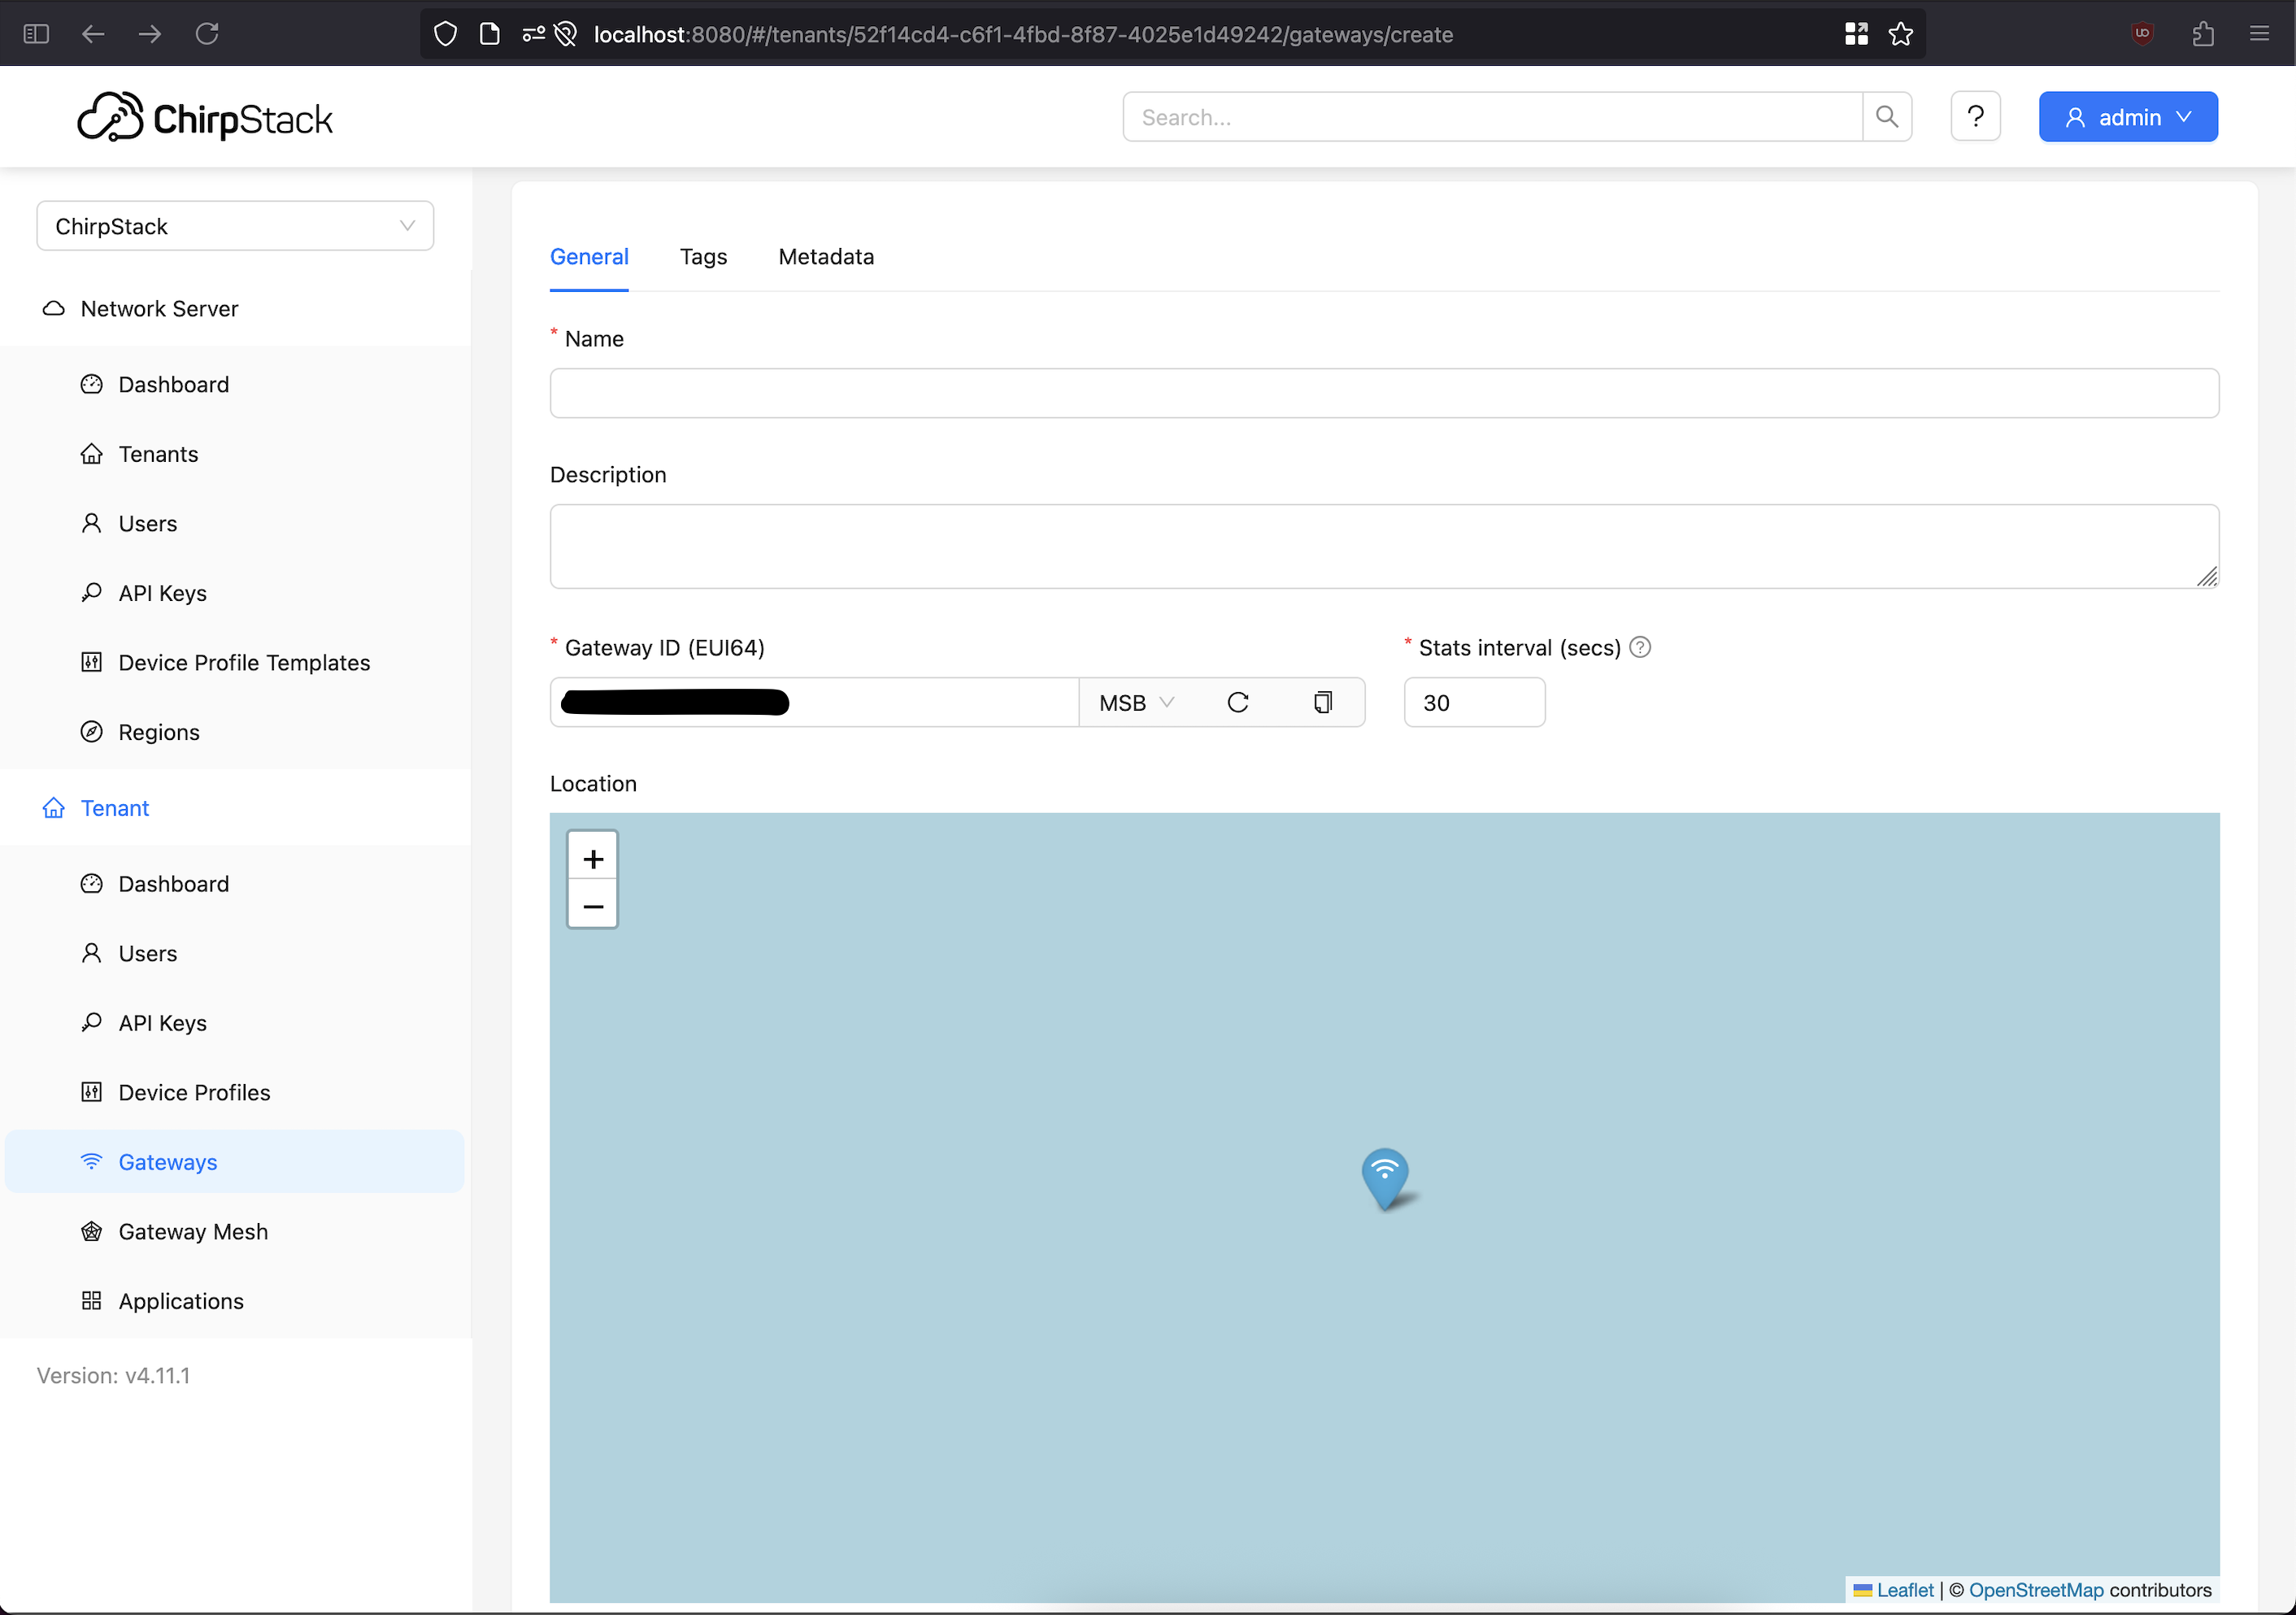 localhost:8080/#/tenants/52f14cd4-c6f1-4fbd-8f87-4025e1d49242/gateways/create
ChirpStack
Search...
?
admin
ChirpStack
Network Server
Dashboard
Tenants
Users
API Keys
Device Profile Templates
Regions
Tenant
Dashboard
Users
API Keys
Device Profiles
Gateways
Gateway Mesh
Applications
Version: v4.11.1
General Tags Metadata
* Name
Description
* Gateway ID (EUI64)
MSB
* Stats interval (secs) ?
30
Location
+
−
Leaflet | © OpenStreetMap contributors